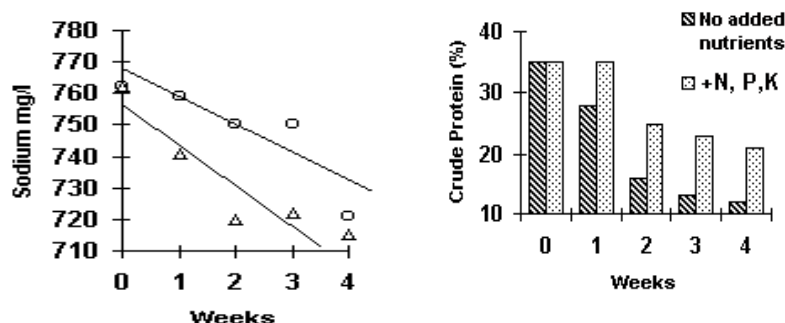 780
770
760
750
740
730
720
710
Sodium mg/l
0 1 2 3 4
Weeks
No added
nutrients
+N, P,K
40
30
20
10
Crude Protein (%)
0 1 2 3 4
Weeks